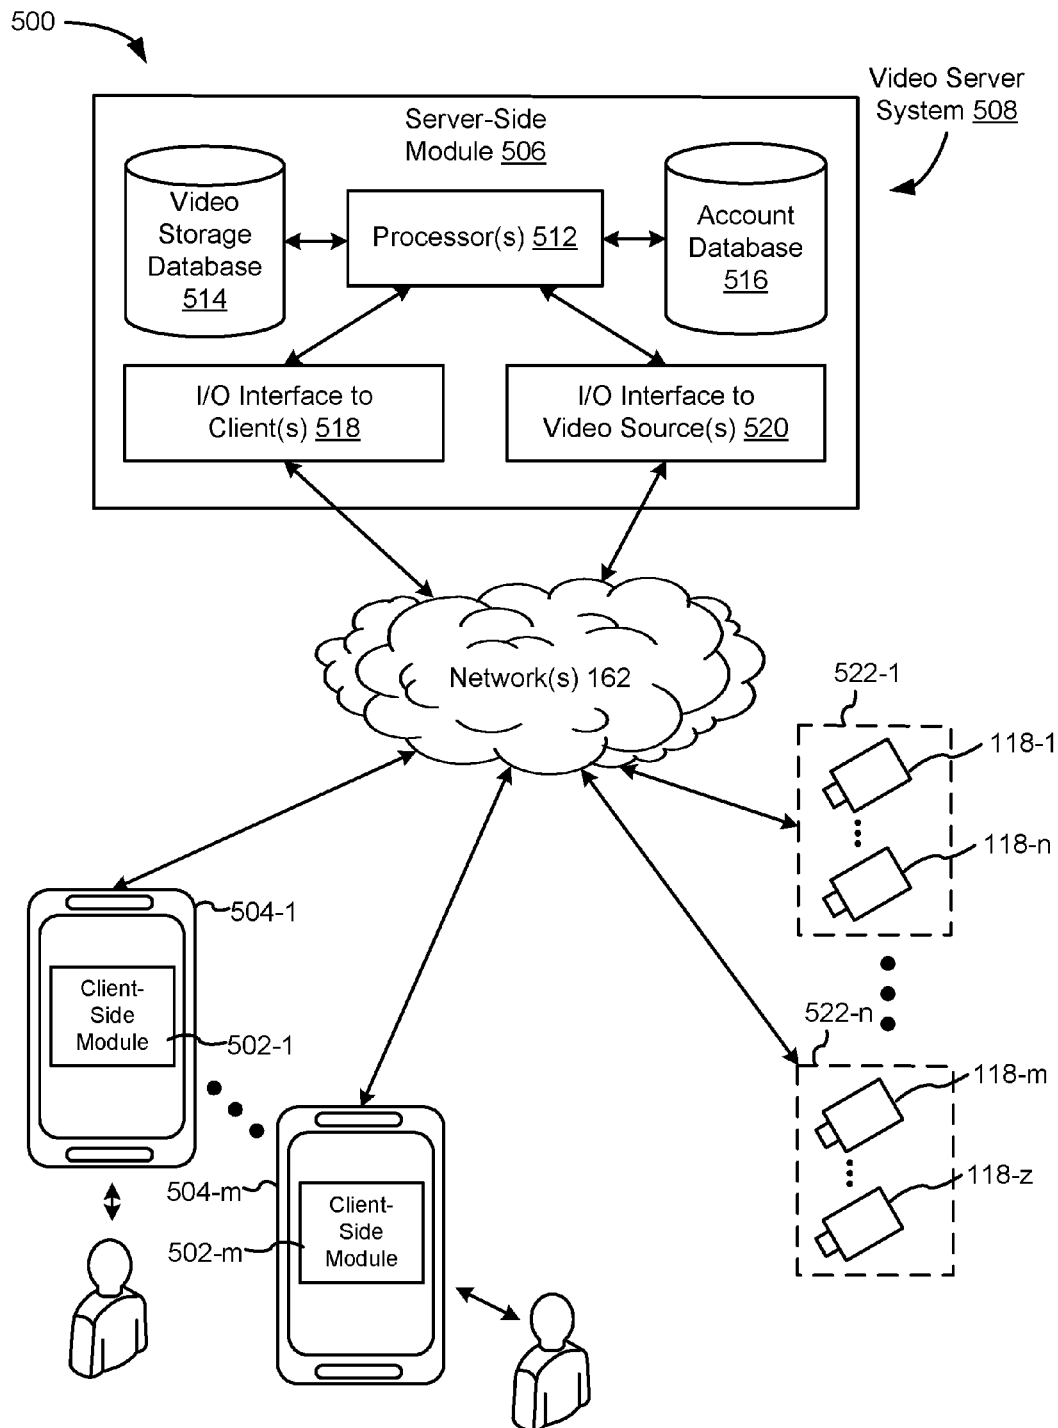 500
Video Server
System 508
Server-Side
Module 506
Video
Storage
Database
514
Processor(s) 512
Account
Database
516
I/O Interface to
Client(s) 518
I/O Interface to
Video Source(s) 520
Network(s) 162
522-1
118-1
118-n
504-1
Client-
Side
Module
502-1
522-n
118-m
118-z
504-m
Client-
Side
Module
502-m